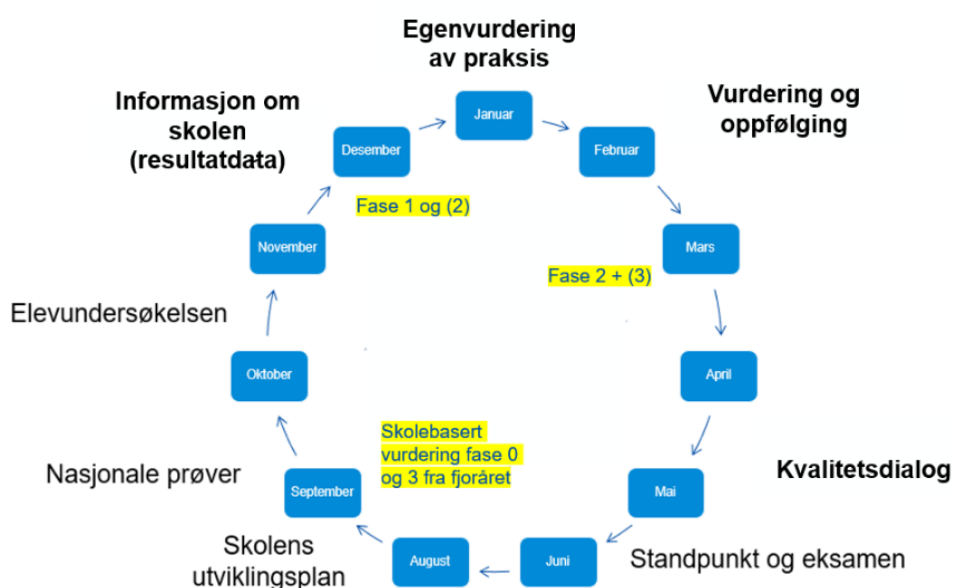 Egenvurdering
av praksis
Informasjon om
skolen
(resultatdata)
Vurdering og
oppfølging
Januar
Desember
Februar
Fase 1 og (2)
November
Mars
Fase 2 + (3)
Elevundersøkelsen
Oktober
April
Skolebasert
vurdering fase 0
og 3 fra fjoråret
Nasjonale prøver
September
Mai
Kvalitetsdialog
Skolens
utviklingsplan
August
Juni
Standpunkt og eksamen